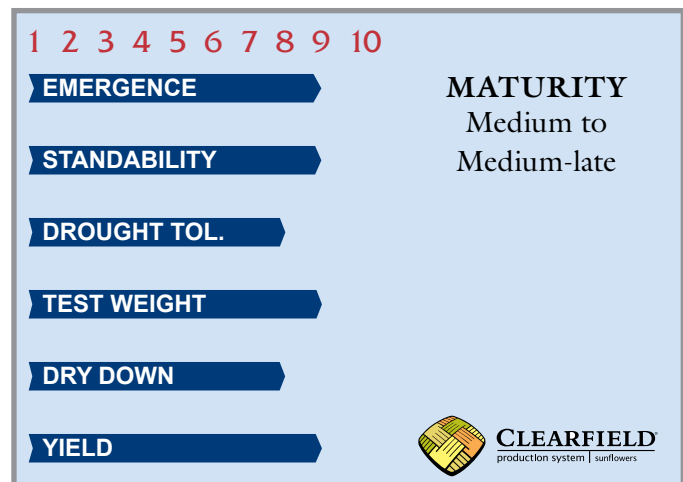 1 2 3 4 5 6 7 8 9 10
EMERGENCE
MATURITY
Medium to
Medium-late
STANDABILITY
DROUGHT TOL.
TEST WEIGHT
DRY DOWN
YIELD
CLEARFIELD®
production system | sunflowers